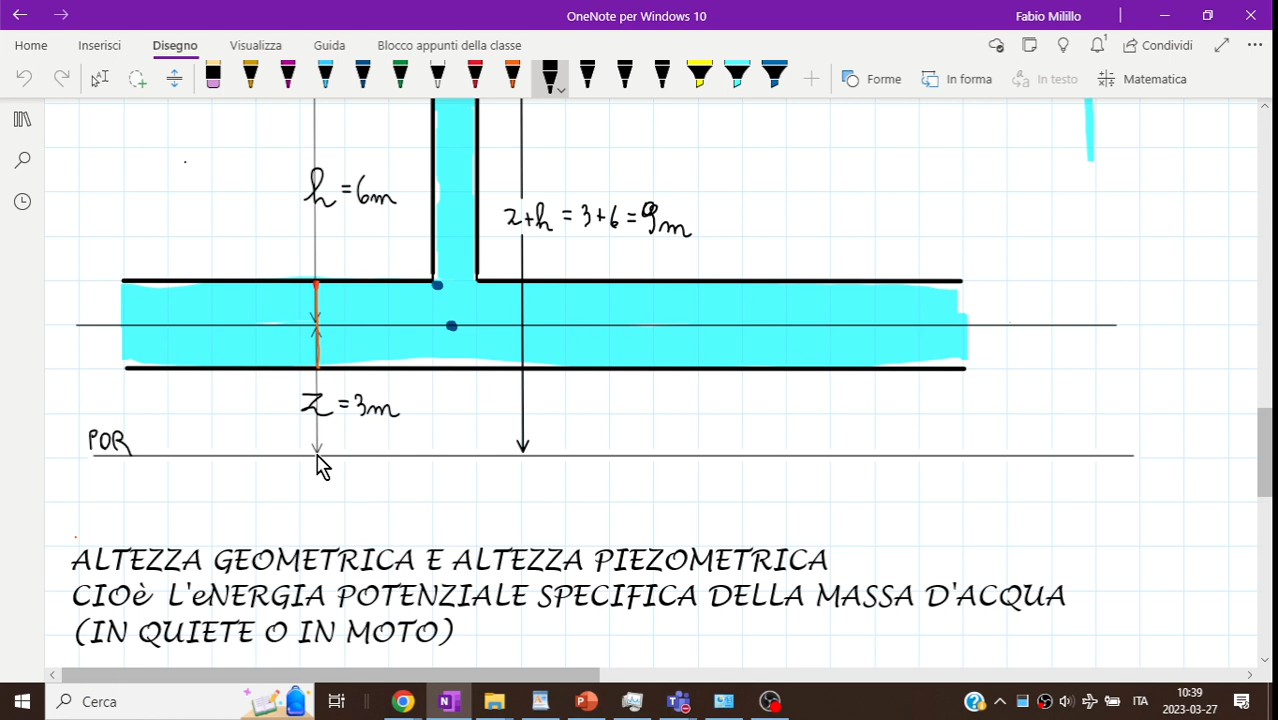 OneNote per Windows 10
Fabio Milillo
Home Inserisci Disegno Visualizza Guida Blocco appunti della classe Condividi
Forme In forma In testo Matematica
h = 6m
z+h = 3+6 = 9m
Z = 3m
POR
ALTEZZA GEOMETRICA E ALTEZZA PIEZOMETRICA
CIOè L'eNERGIA POTENZIALE SPECIFICA DELLA MASSA D'ACQUA
(IN QUIETE O IN MOTO)
Cerca
ITA
10:39
2023-03-27